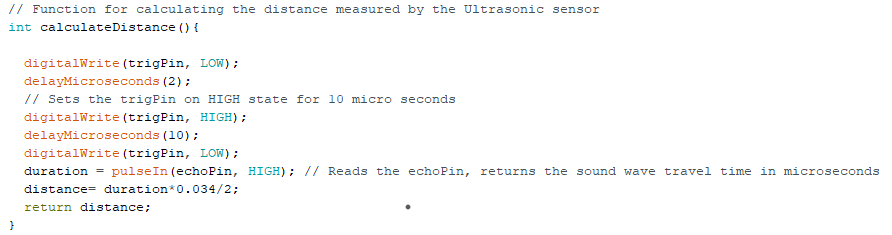 // Function for calculating the distance measured by the Ultrasonic sensor
int calculateDistance(){
digitalWrite(trigPin, LOW);
delayMicroseconds(2);
// Sets the trigPin on HIGH state for 10 micro seconds
digitalWrite(trigPin, HIGH);
delayMicroseconds(10);
digitalWrite(trigPin, LOW);
duration = pulseIn(echoPin, HIGH); // Reads the echoPin, returns the sound wave travel time in microseconds
distance= duration*0.034/2;
return distance;
}